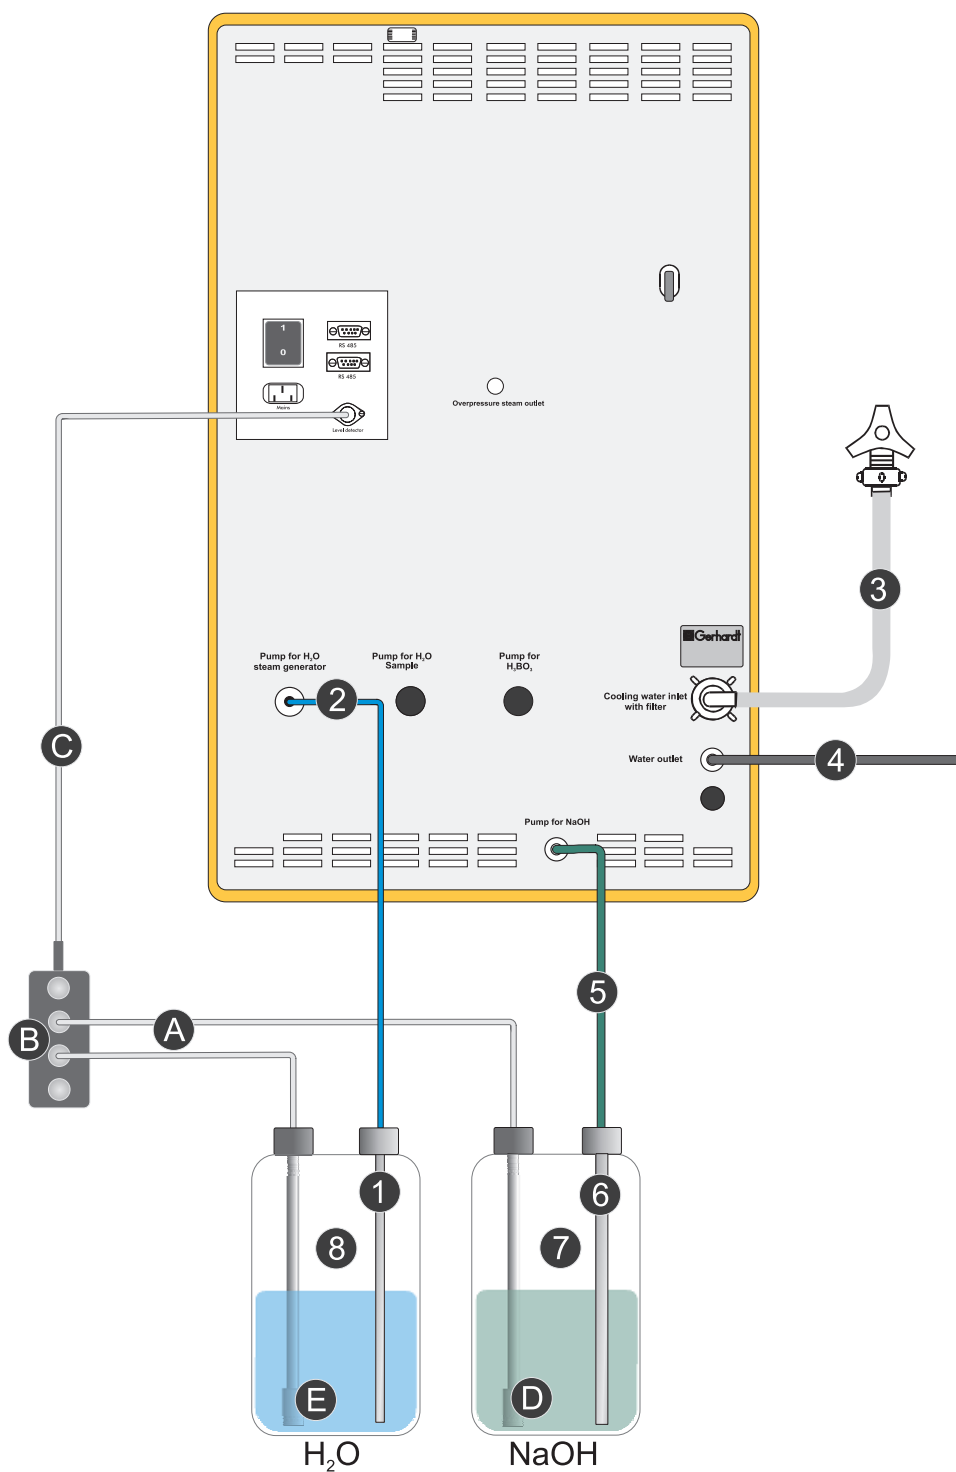 1
0
RS 485
RS 485
Mains
Level detector
Overpressure steam outlet
3
Gerhardt
Pump for H₂O
steam generator
Pump for H₂O
Sample
Pump for
H₃BO₃
2
Cooling water inlet
with filter
C
Water outlet
4
Pump for NaOH
5
B
A
1
6
8
7
E
D
H₂O
NaOH